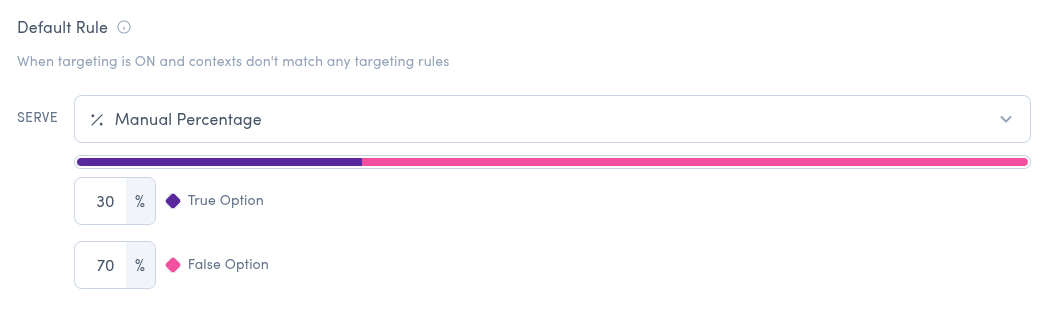 Default Rule
When targeting is ON and contexts don't match any targeting rules
SERVE
Manual Percentage
30 % True Option
70 % False Option